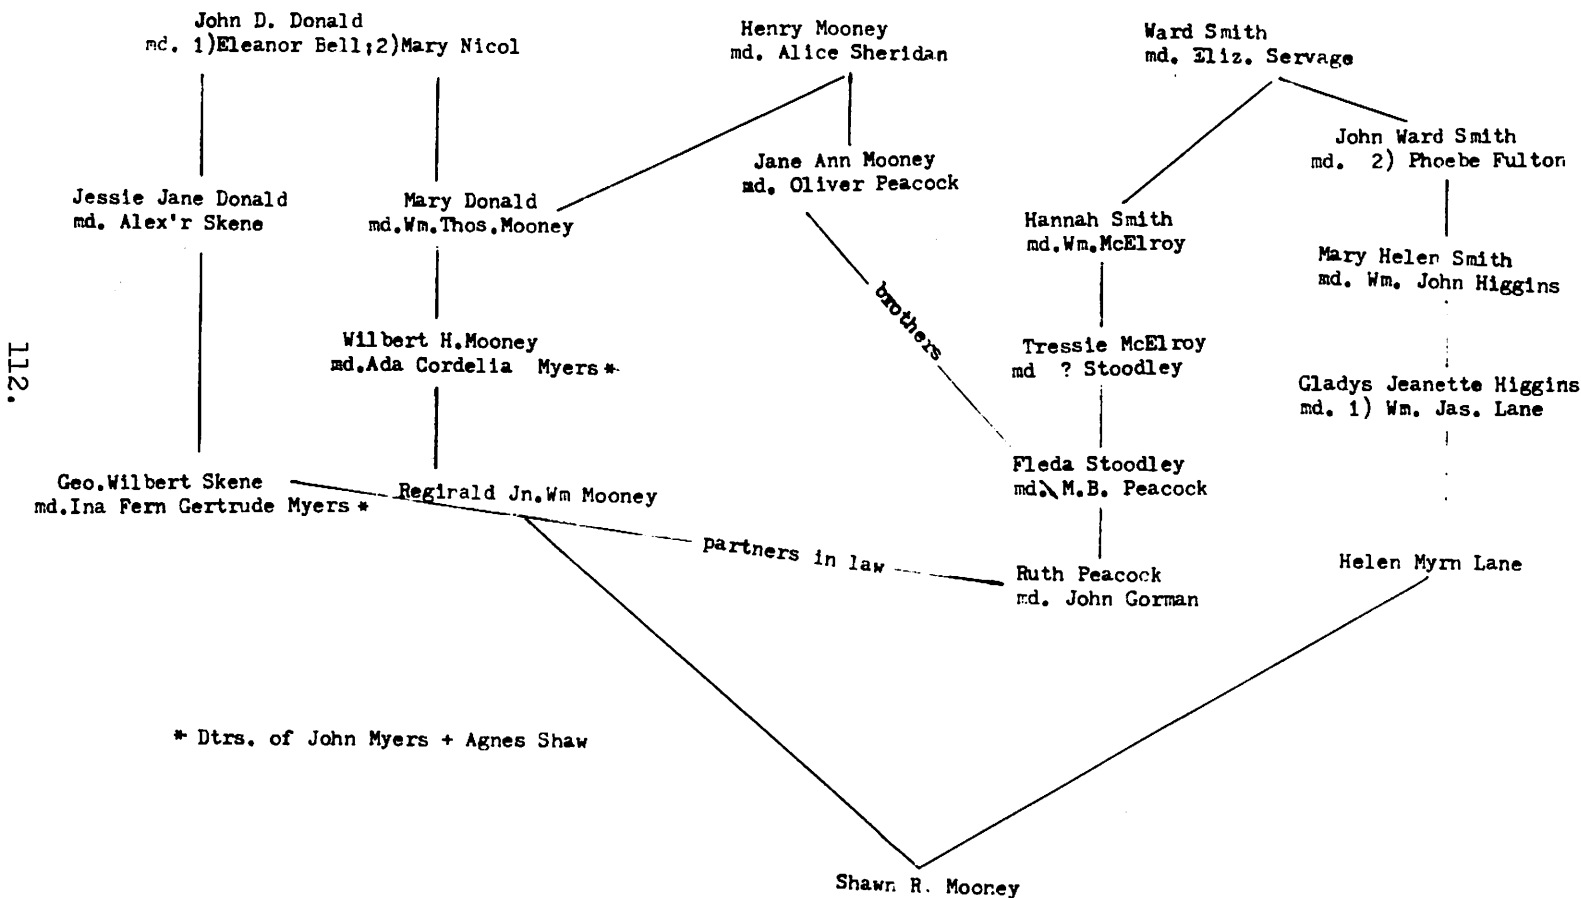 John D. Donald
md. 1)Eleanor Bell;2)Mary Nicol
Henry Mooney
md. Alice Sheridan
Ward Smith
md. Eliz. Servage
John Ward Smith
md. 2) Phoebe Fulton
Jane Ann Mooney
md. Oliver Peacock
Jessie Jane Donald
md. Alex'r Skene
Mary Donald
md.Wm.Thos.Mooney
Hannah Smith
md.Wm.McElroy
Mary Helen Smith
md. Wm. John Higgins
brothers
Wilbert H.Mooney
md.Ada Cordelia Myers *
Tressie McElroy
md ? Stoodley
Gladys Jeanette Higgins
md. 1) Wm. Jas. Lane
112.
Geo.Wilbert Skene
md.Ina Fern Gertrude Myers *
Reginald Jn.Wm Mooney
Fleda Stoodley
md. M.B. Peacock
partners in law
Ruth Peacock
md. John Gorman
Helen Myrn Lane
* Dtrs. of John Myers + Agnes Shaw
Shawn R. Mooney